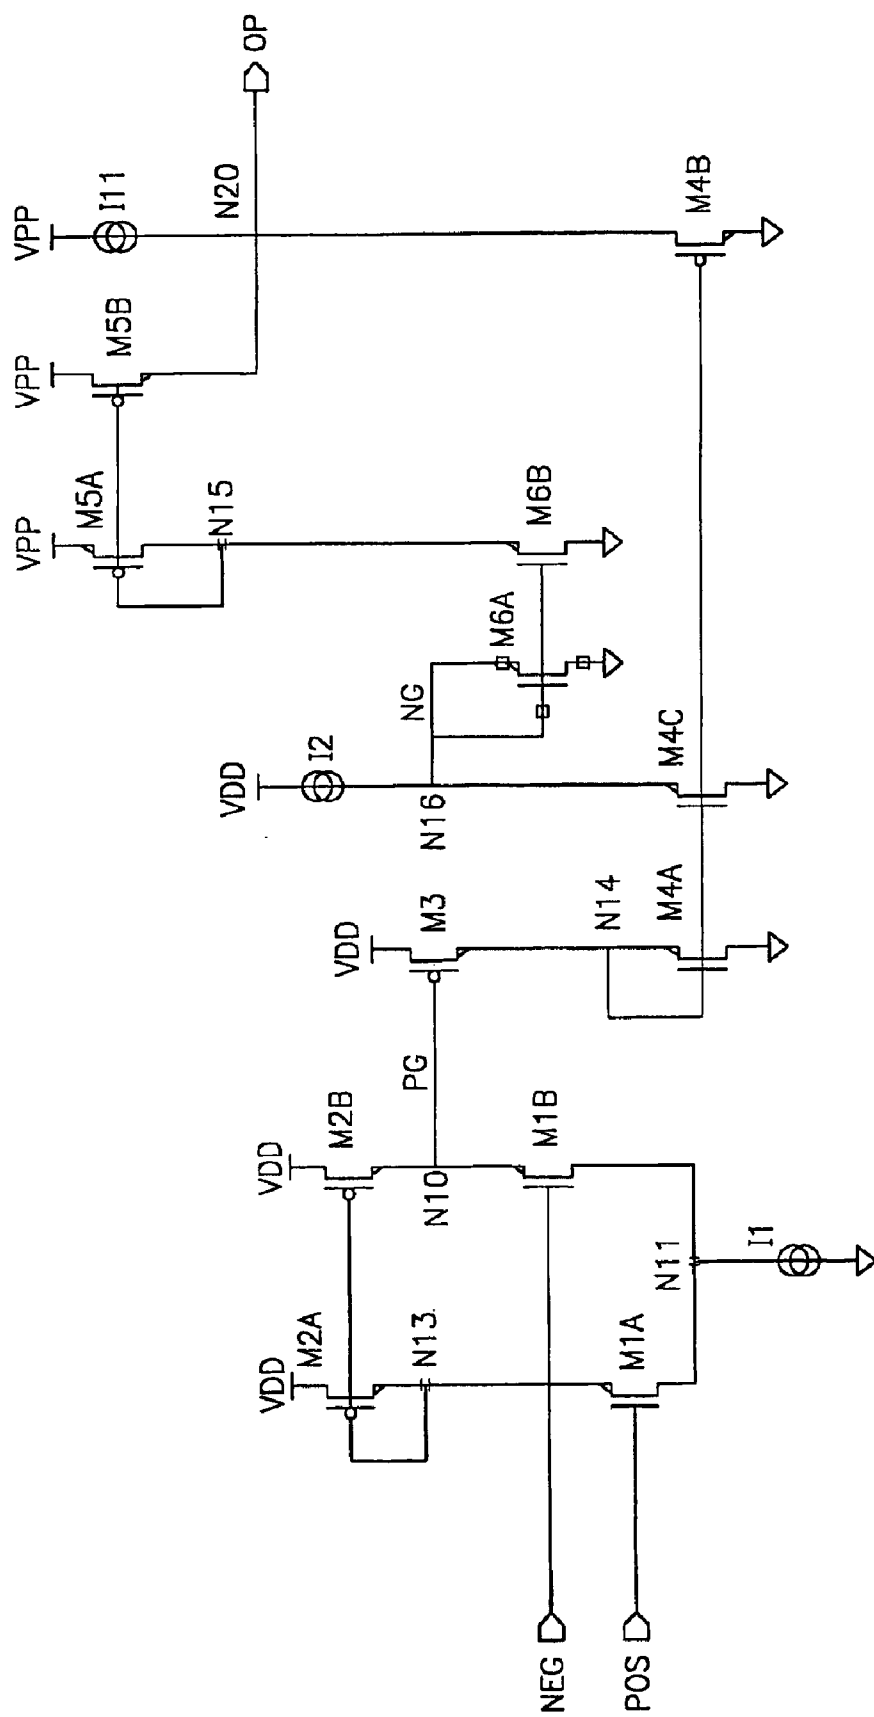 VPP
VPP
VPP
I11
M5B
M5A
N20
OP
N15
VDD
I2
NG
M6A
M6B
N16
VDD
M3
VDD
M2A
VDD
M2B
PG
N13
N10
N14
M1B
M1A
M4A
M4C
M4B
N11
I1
NEG
POS